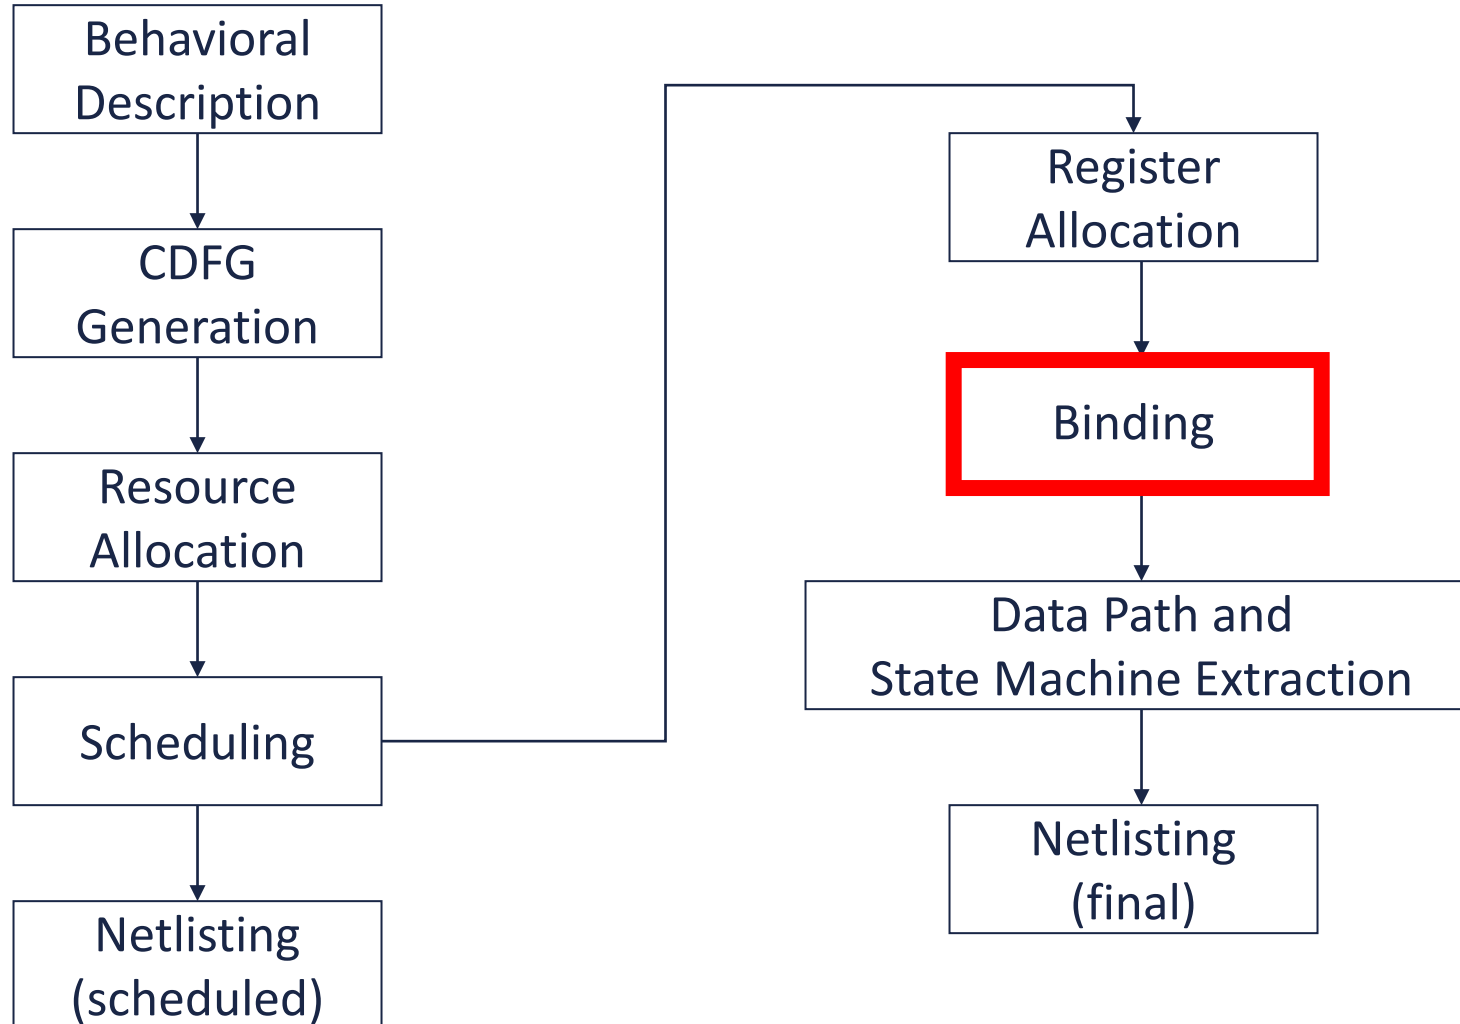 Behavioral
Description
CDFG
Generation
Resource
Allocation
Scheduling
Netlisting
(scheduled)
Register
Allocation
Binding
Data Path and
State Machine Extraction
Netlisting
(final)